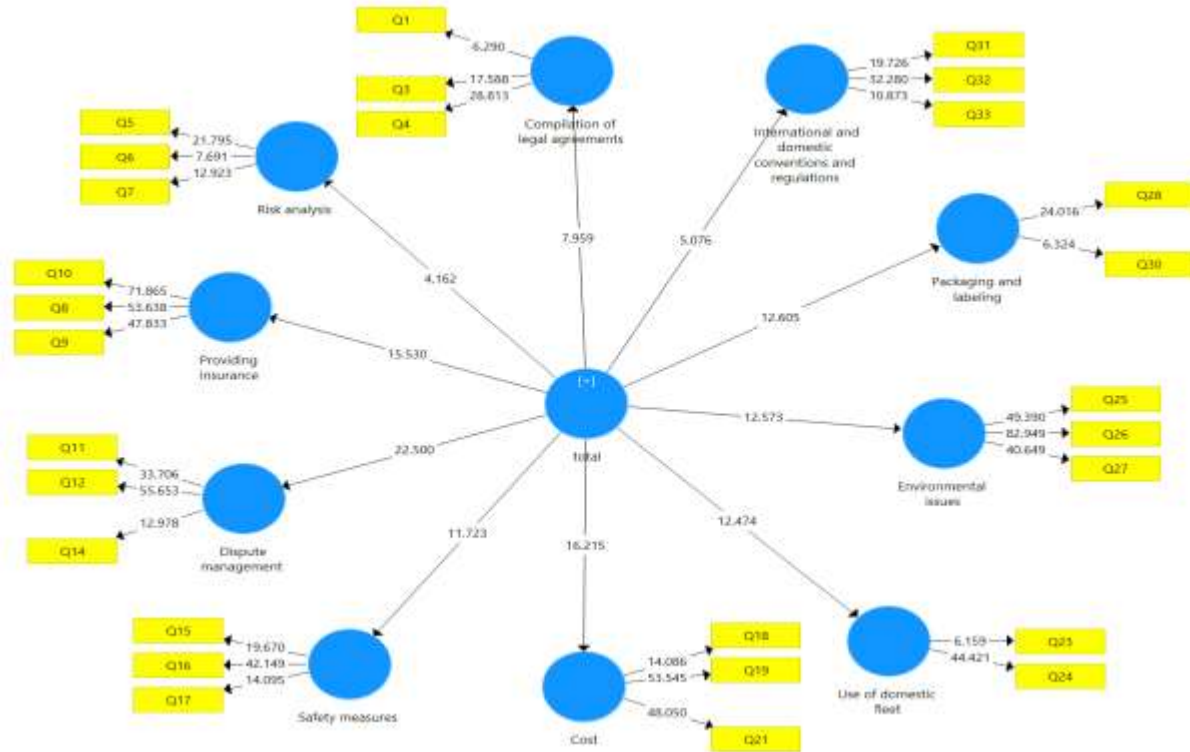 Q1
6.290
Q3
17.588
Q4
28.813
Compilation of
legal agreements
Q31
19.726
Q32
32.280
Q33
10.873
International and
domestic
conventions and
regulations
Q5
21.795
Q6
7.691
Q7
12.923
Risk analysis
Q28
24.016
Q30
6.324
Packaging and
labeling
7.959
5.076
4.162
12.605
Q10
71.865
Q8
53.638
Q9
47.833
Providing
insurance
15.530
[+]
total
12.573
Q25
49.390
Q26
82.949
Q27
40.649
Environmental
issues
Q11
33.706
Q12
55.653
Q14
12.978
Dispute
management
22.500
11.723
16.215
12.474
Q15
19.670
Q16
42.149
Q17
14.095
Safety measures
Q18
14.086
Q19
53.545
Q21
48.050
Cost
Q23
6.159
Q24
44.421
Use of domestic
fleet